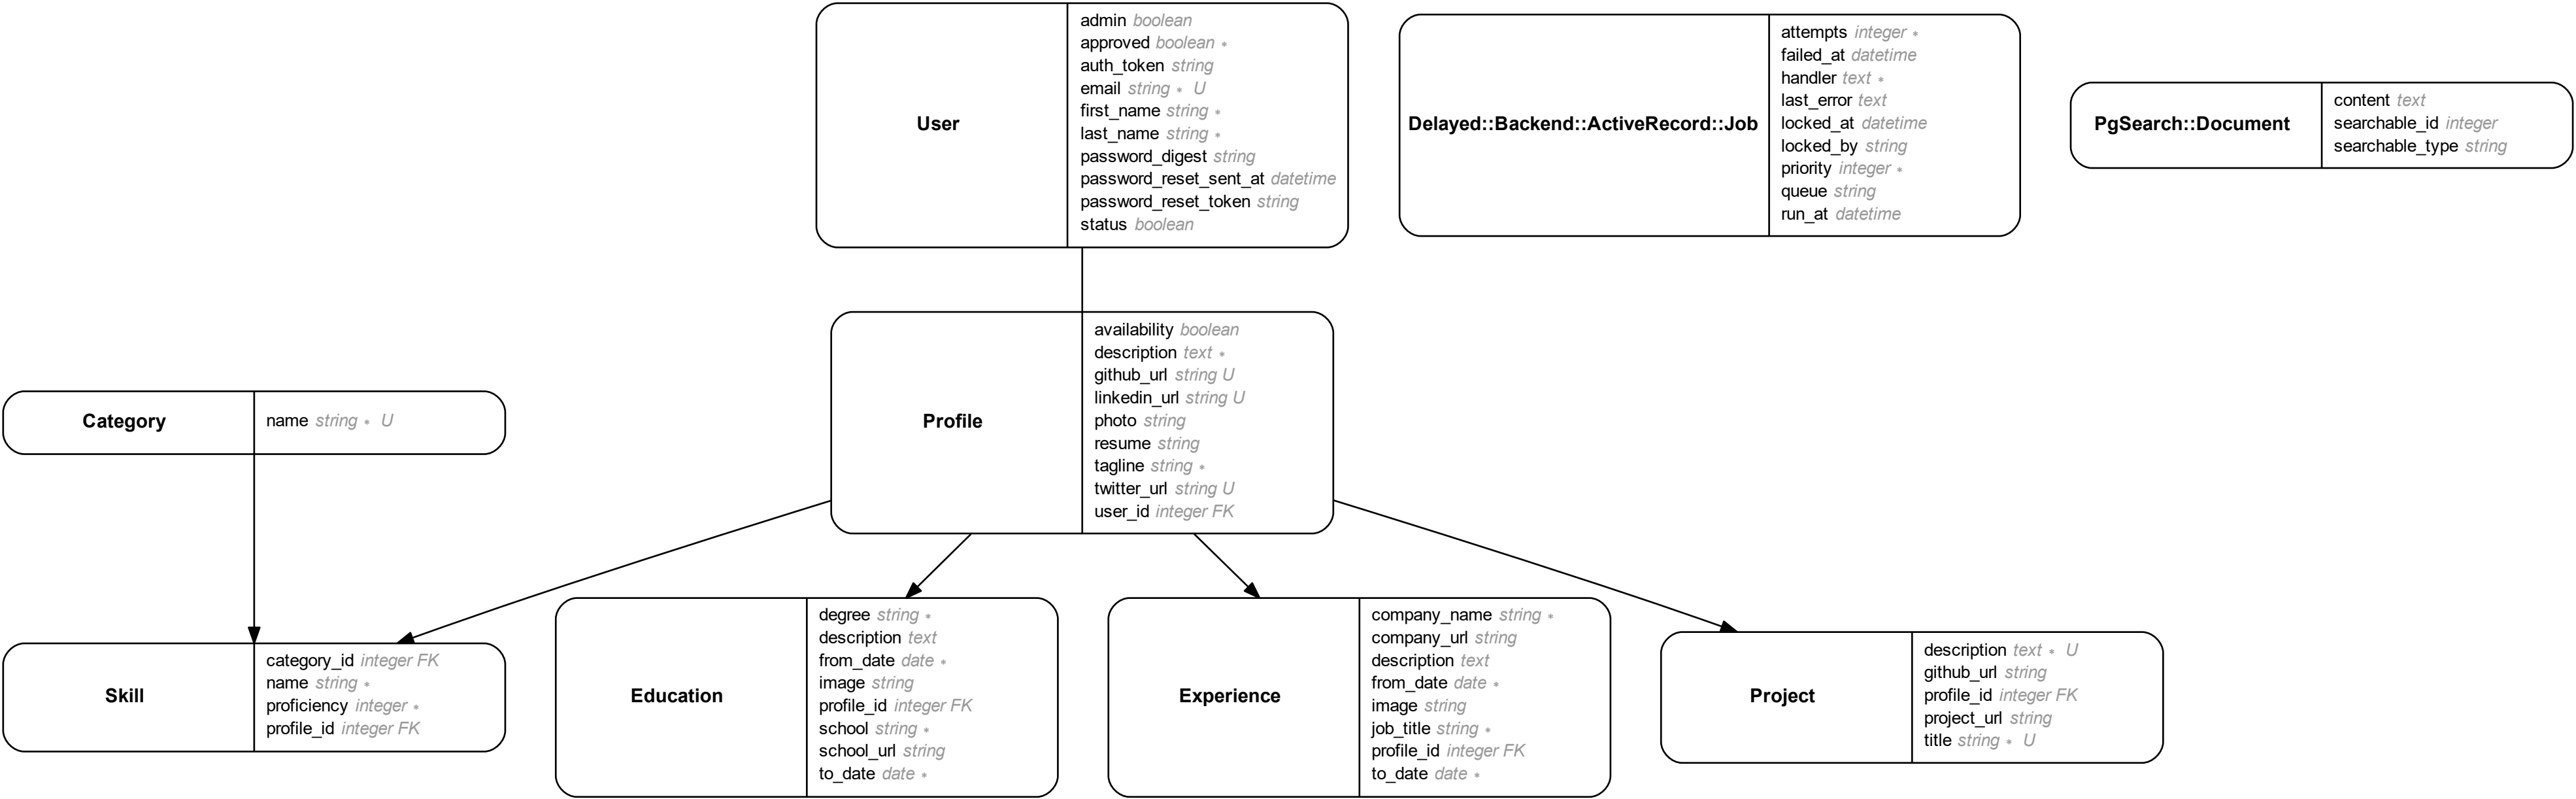 User
admin boolean
approved boolean *
auth_token string
email string * U
first_name string *
last_name string *
password_digest string
password_reset_sent_at datetime
password_reset_token string
status boolean
Delayed::Backend::ActiveRecord::Job
attempts integer *
failed_at datetime
handler text *
last_error text
locked_at datetime
locked_by string
priority integer *
queue string
run_at datetime
PgSearch::Document
content text
searchable_id integer
searchable_type string
Category
name string * U
Profile
availability boolean
description text *
github_url string U
linkedin_url string U
photo string
resume string
tagline string *
twitter_url string U
user_id integer FK
Skill
category_id integer FK
name string *
proficiency integer *
profile_id integer FK
Education
degree string *
description text
from_date date *
image string
profile_id integer FK
school string *
school_url string
to_date date *
Experience
company_name string *
company_url string
description text
from_date date *
image string
job_title string *
profile_id integer FK
to_date date *
Project
description text * U
github_url string
profile_id integer FK
project_url string
title string * U